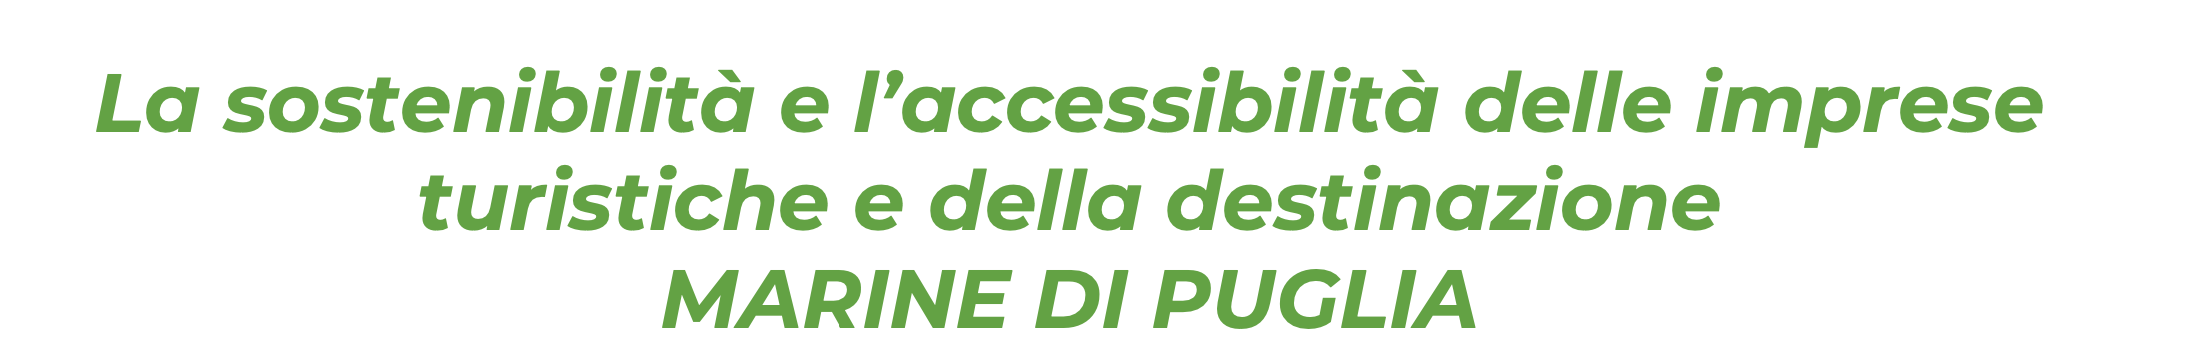 La sostenibilità e l’accessibilità delle imprese
turistiche e della destinazione
MARINE DI PUGLIA